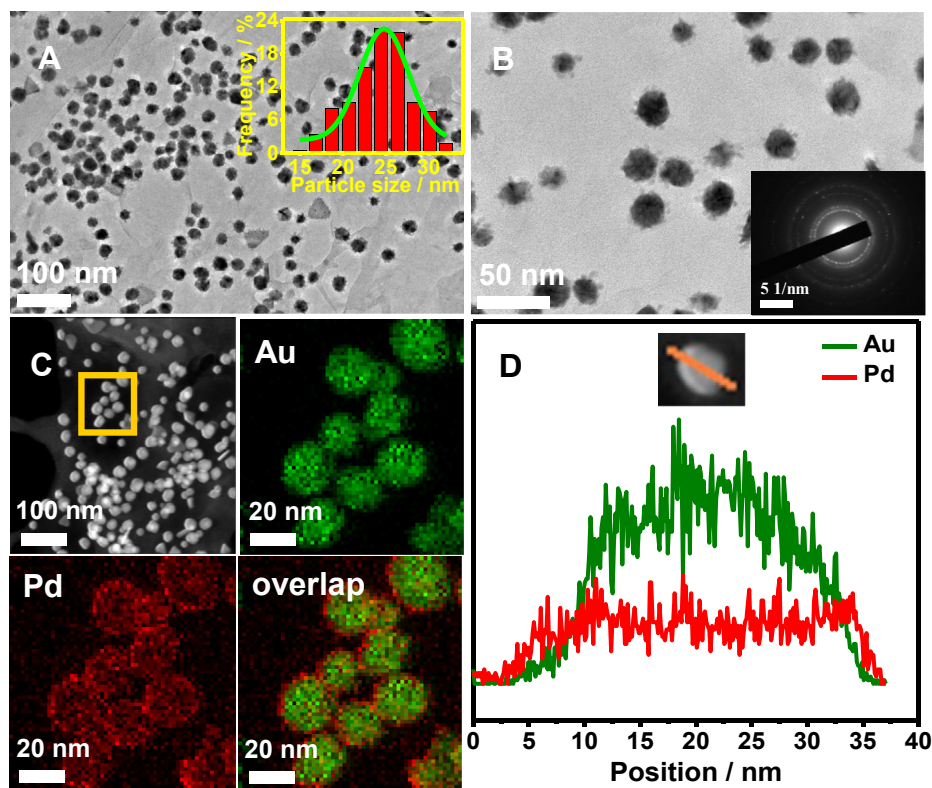 A
Frequency / %
24
18
12
6
0
15 20 25 30
Particle size / nm
100 nm
B
50 nm
5 1/nm
C
100 nm
Au
20 nm
Pd
20 nm
overlap
20 nm
D
Au
Pd
0 5 10 15 20 25 30 35 40
Position / nm